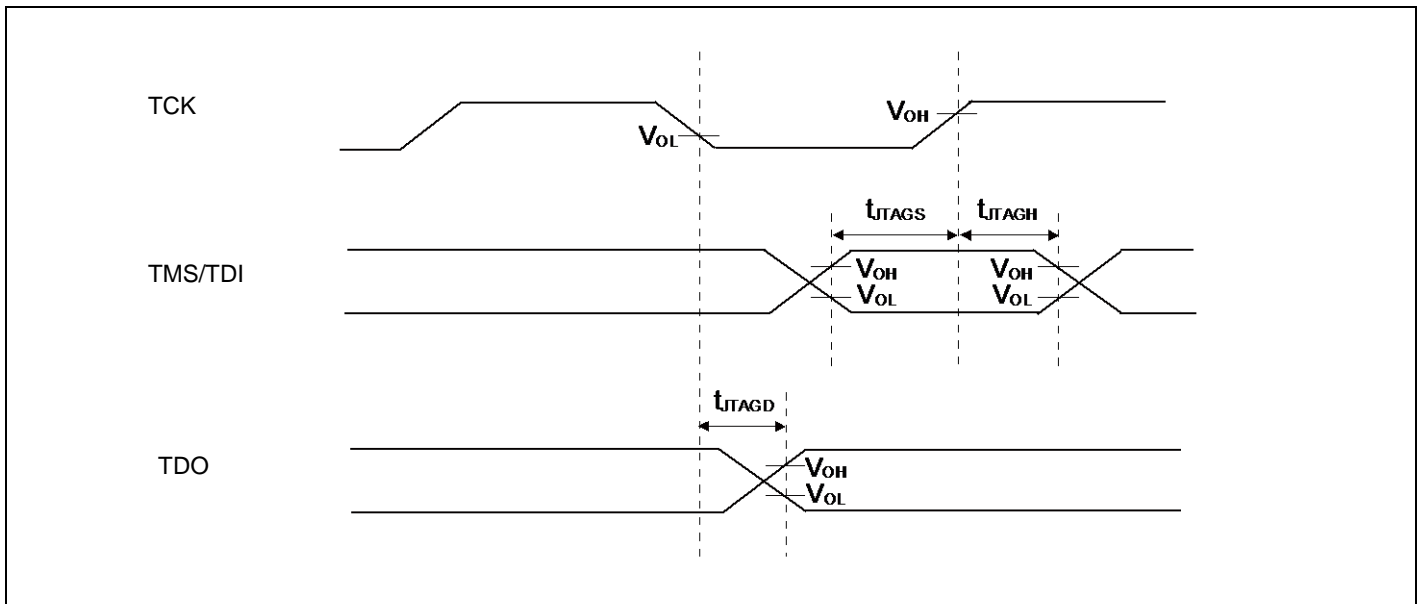 TCK
VOL
VOH
tJTAGS tJTAGH
TMS/TDI
VOH VOH
VOL VOL
tJTAGD
TDO
VOH
VOL